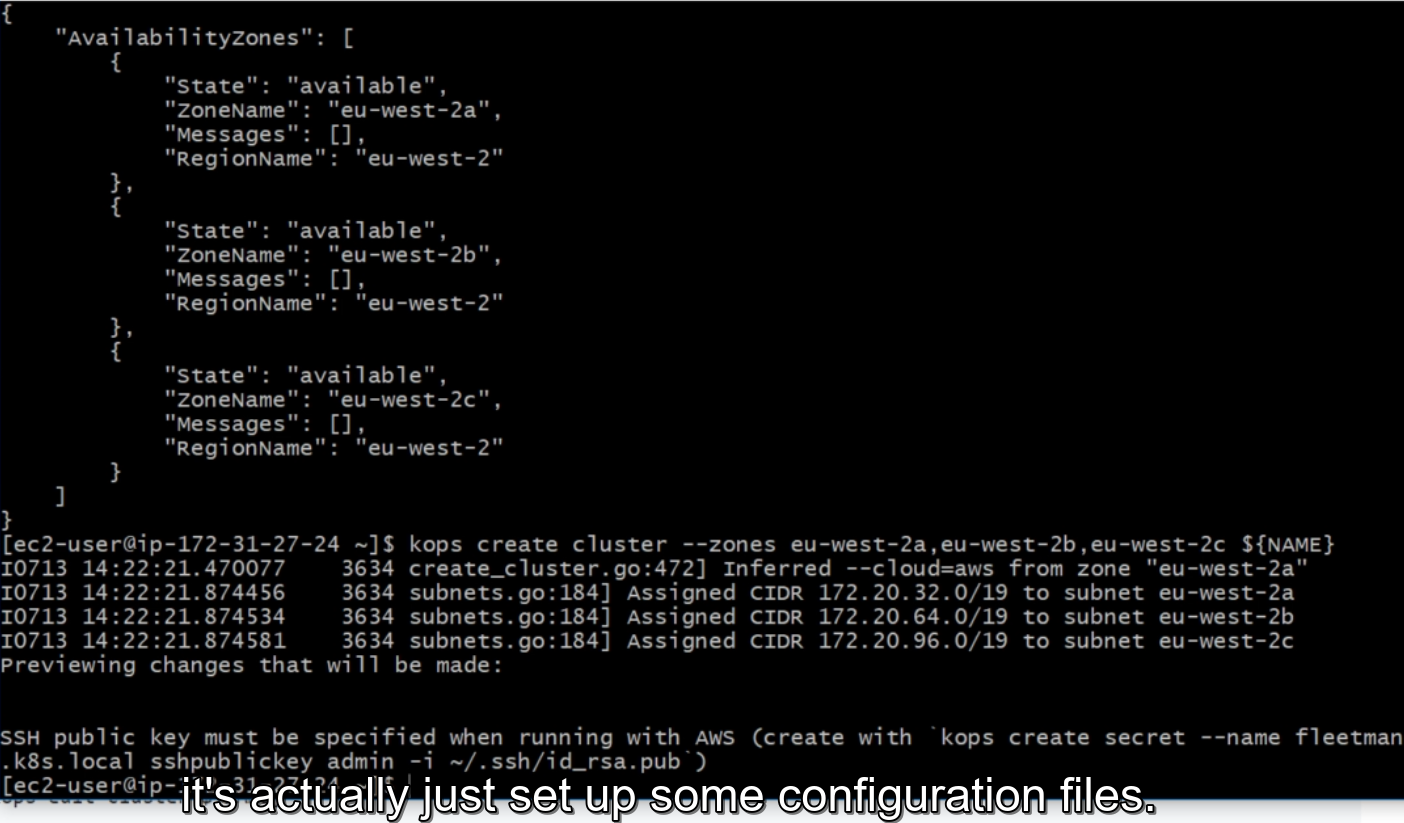 {
    "AvailabilityZones": [
        {
            "State": "available",
            "ZoneName": "eu-west-2a",
            "Messages": [],
            "RegionName": "eu-west-2"
        },
        {
            "State": "available",
            "ZoneName": "eu-west-2b",
            "Messages": [],
            "RegionName": "eu-west-2"
        },
        {
            "State": "available",
            "ZoneName": "eu-west-2c",
            "Messages": [],
            "RegionName": "eu-west-2"
        }
    ]
}
[ec2-user@ip-172-31-27-24 ~]$ kops create cluster --zones eu-west-2a,eu-west-2b,eu-west-2c ${NAME}
I0713 14:22:21.470077    3634 create_cluster.go:472] Inferred --cloud=aws from zone "eu-west-2a"
I0713 14:22:21.874456    3634 subnets.go:184] Assigned CIDR 172.20.32.0/19 to subnet eu-west-2a
I0713 14:22:21.874534    3634 subnets.go:184] Assigned CIDR 172.20.64.0/19 to subnet eu-west-2b
I0713 14:22:21.874581    3634 subnets.go:184] Assigned CIDR 172.20.96.0/19 to subnet eu-west-2c
Previewing changes that will be made:
SSH public key must be specified when running with AWS (create with `kops create secret --name fleetman
.k8s.local sshpublickey admin -i ~/.ssh/id_rsa.pub`)
[ec2-user@ip-172-31-27-24 ~]$
it's actually just set up some configuration files.